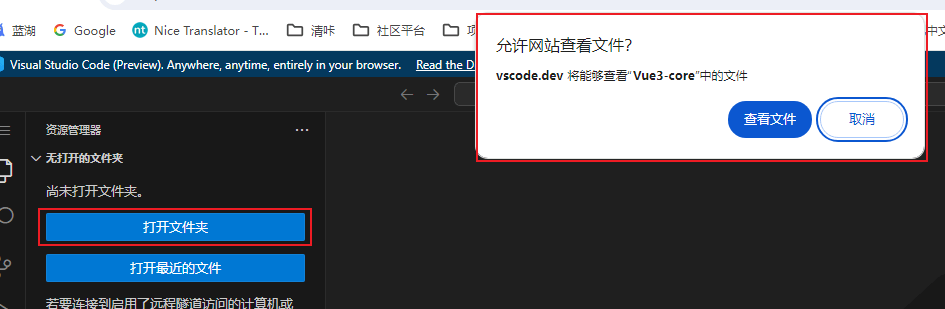 蓝湖
Google
Nice Translator - T...
清咔
社区平台
允许网站查看文件?
vscode.dev 将能够查看“Vue3-core”中的文件
查看文件
取消
Visual Studio Code (Preview). Anywhere, anytime, entirely in your browser.
Read the D
资源管理器
无打开的文件夹
尚未打开文件夹。
打开文件夹
打开最近的文件
若要连接到启用了远程隧道访问的计算机或